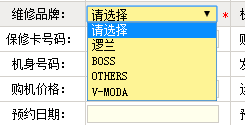 维修品牌： 请选择 *
保修卡号码： 请选择
逻兰
机身号码： BOSS
OTHERS
购机价格： V-MODA
预约日期：